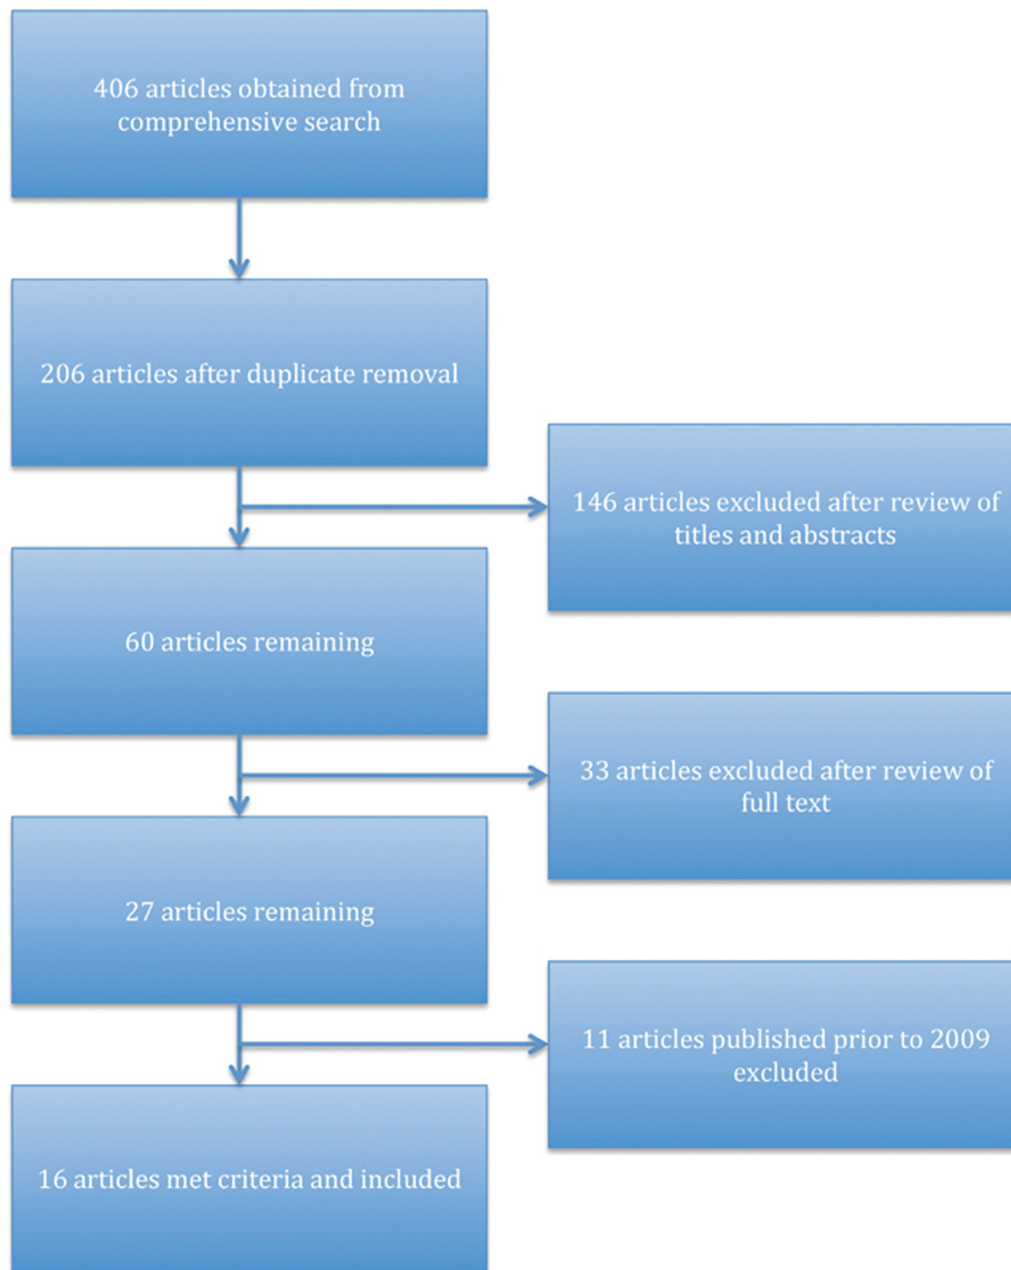 406 articles obtained from
comprehensive search
206 articles after duplicate removal
146 articles excluded after review of
titles and abstracts
60 articles remaining
33 articles excluded after review of
full text
27 articles remaining
11 articles published prior to 2009
excluded
16 articles met criteria and included